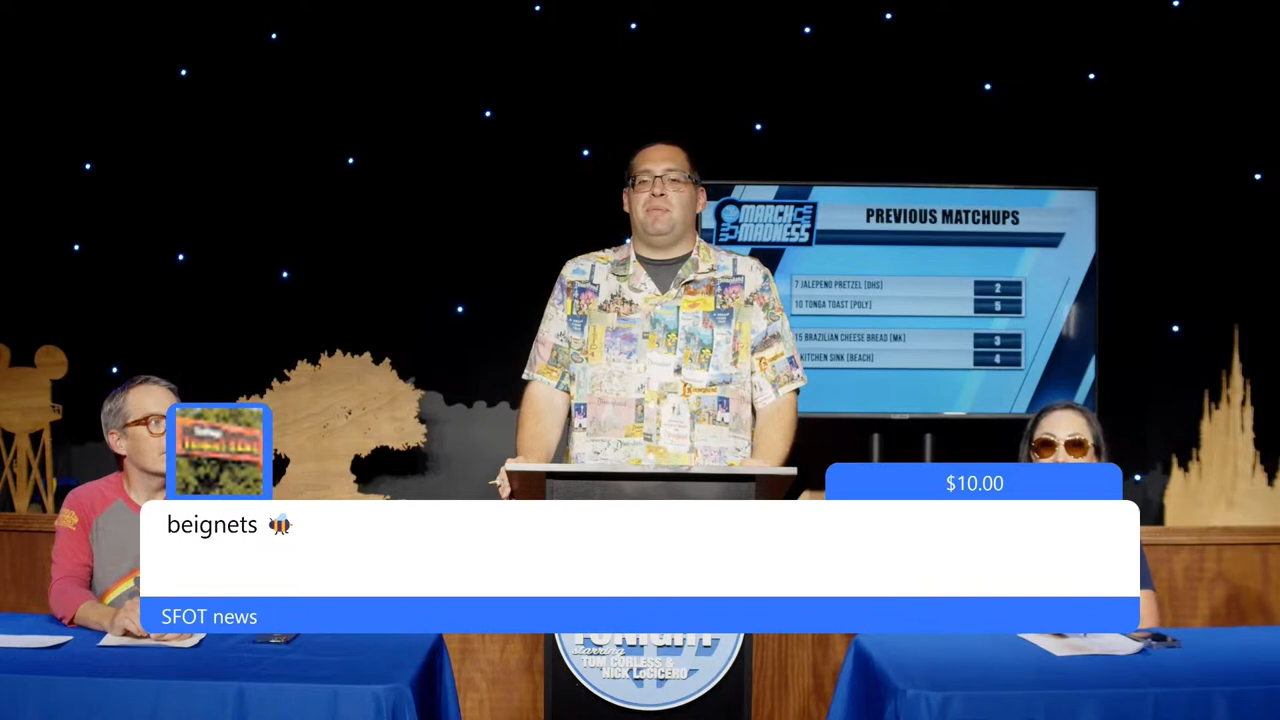 MARCH
MADNESS
PREVIOUS MATCHUPS
7 JALEPENO PRETZEL [DHS] 2
10 TONGA TOAST [POLY] 5
15 BRAZILIAN CHEESE BREAD [MK] 3
KITCHEN SINK [BEACH] 4
$10.00
beignets 🐝
SFOT news
TONIGHT
starring
TOM CORLESS &
NICK LoCICERO